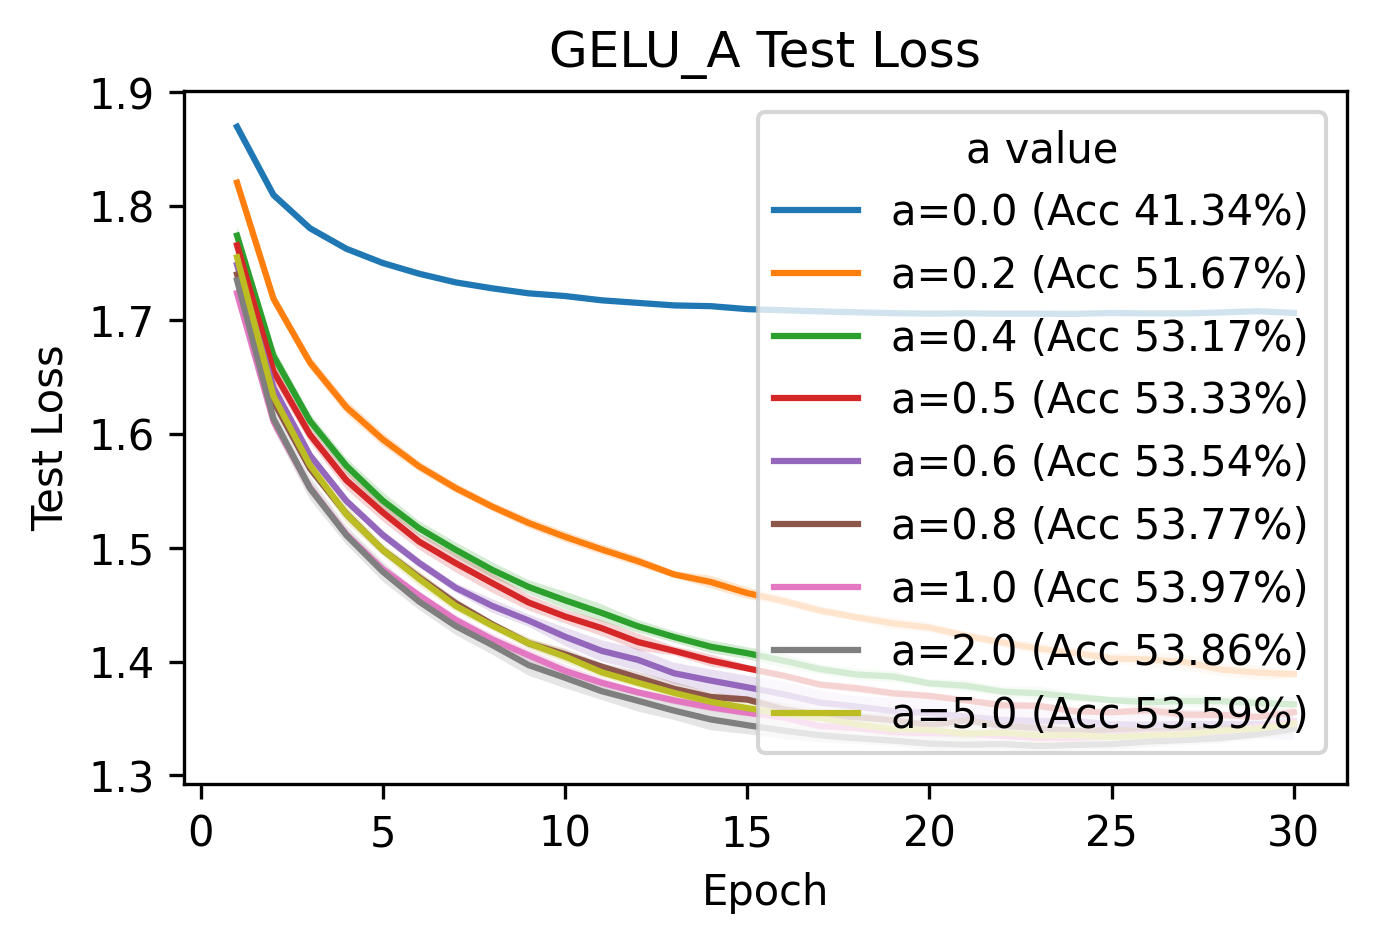 GELU_A Test Loss
1.9
1.8
1.7
1.6
1.5
1.4
1.3
Test Loss
a value
a=0.0 (Acc 41.34%)
a=0.2 (Acc 51.67%)
a=0.4 (Acc 53.17%)
a=0.5 (Acc 53.33%)
a=0.6 (Acc 53.54%)
a=0.8 (Acc 53.77%)
a=1.0 (Acc 53.97%)
a=2.0 (Acc 53.86%)
a=5.0 (Acc 53.59%)
0 5 10 15 20 25 30
Epoch